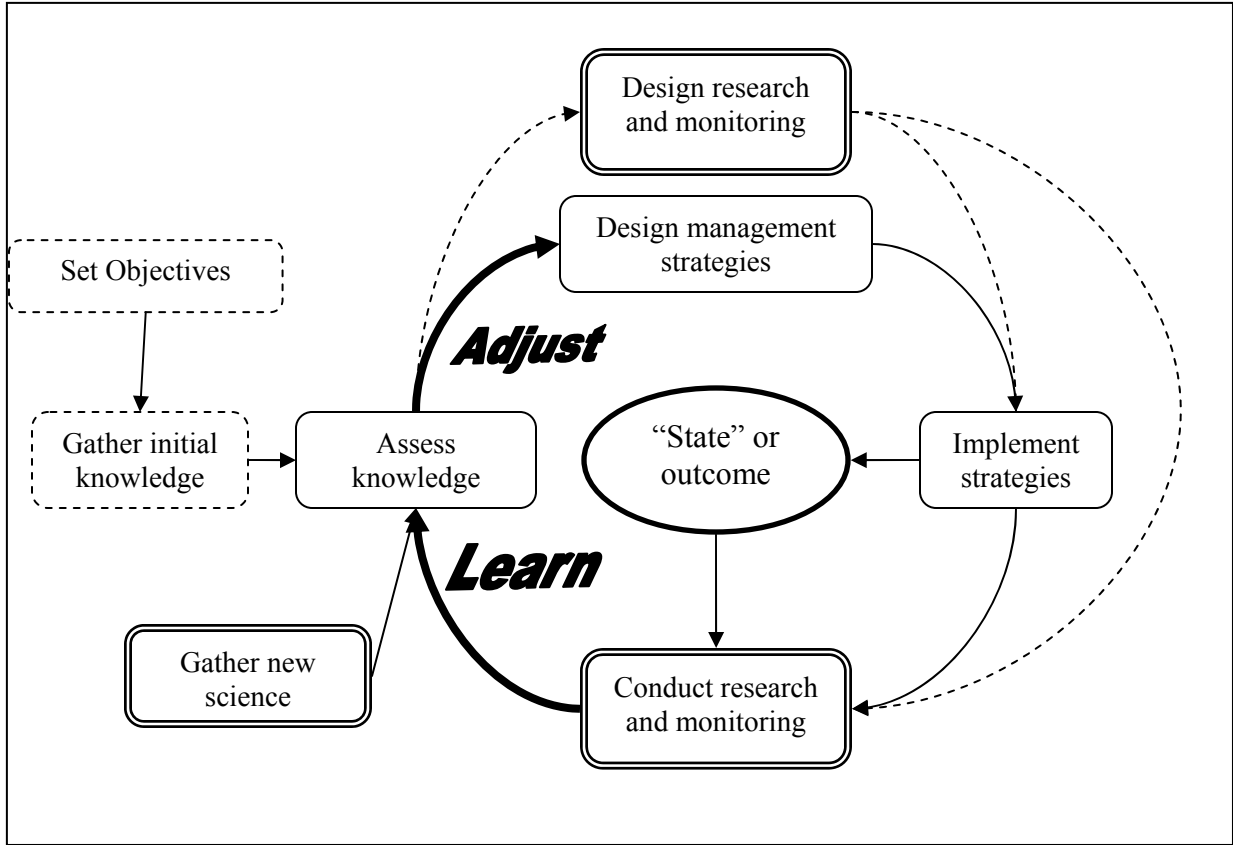 Design research
and monitoring
Design management
strategies
Set Objectives
Adjust
Gather initial
knowledge
Assess
knowledge
“State” or
outcome
Implement
strategies
Learn
Gather new
science
Conduct research
and monitoring